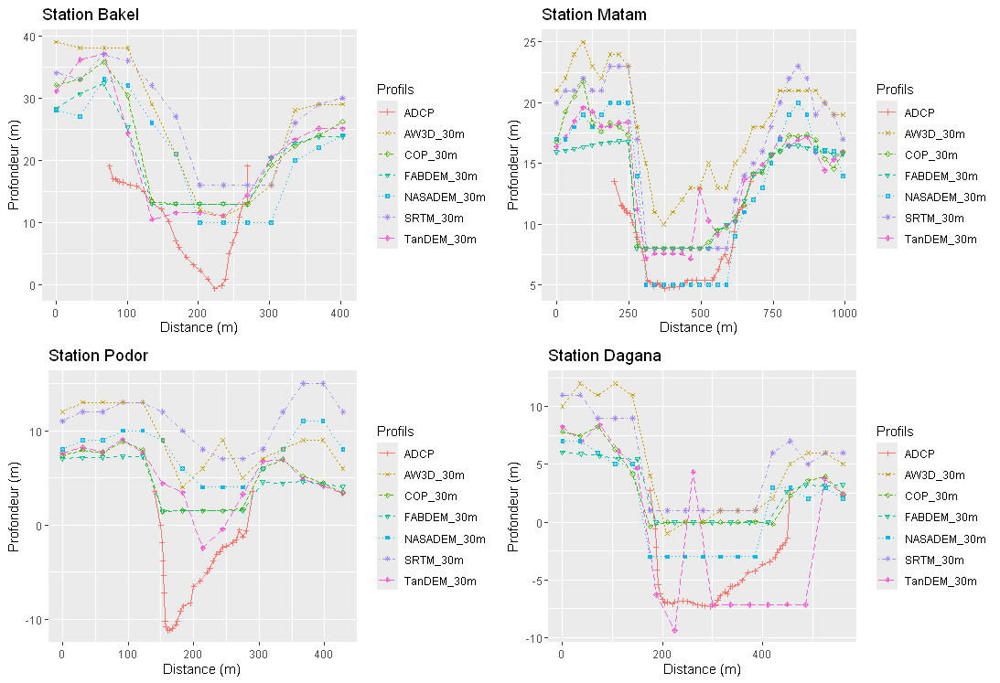 Station Bakel
Profondeur (m)
40
30
20
10
0
0
100
200
300
400
Distance (m)
Profils
ADCP
AW3D_30m
COP_30m
FABDEM_30m
NASADEM_30m
SRTM_30m
TanDEM_30m
Station Matam
Profondeur (m)
25
20
15
10
5
0
250
500
750
1000
Distance (m)
Profils
ADCP
AW3D_30m
COP_30m
FABDEM_30m
NASADEM_30m
SRTM_30m
TanDEM_30m
Station Podor
Profondeur (m)
10
0
-10
0
100
200
300
400
Distance (m)
Profils
ADCP
AW3D_30m
COP_30m
FABDEM_30m
NASADEM_30m
SRTM_30m
TanDEM_30m
Station Dagana
Profondeur (m)
10
5
0
-5
-10
0
200
400
Distance (m)
Profils
ADCP
AW3D_30m
COP_30m
FABDEM_30m
NASADEM_30m
SRTM_30m
TanDEM_30m